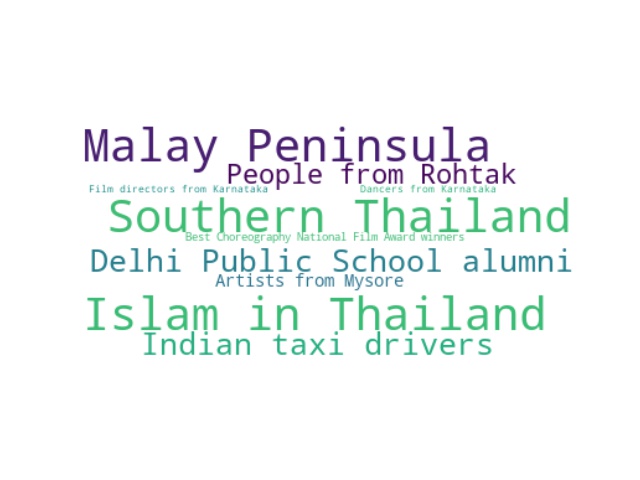 Malay Peninsula
People from Rohtak
Film directors from Karnataka
Dancers from Karnataka
Southern Thailand
Best Choreography National Film Award winners
Delhi Public School alumni
Artists from Mysore
Islam in Thailand
Indian taxi drivers